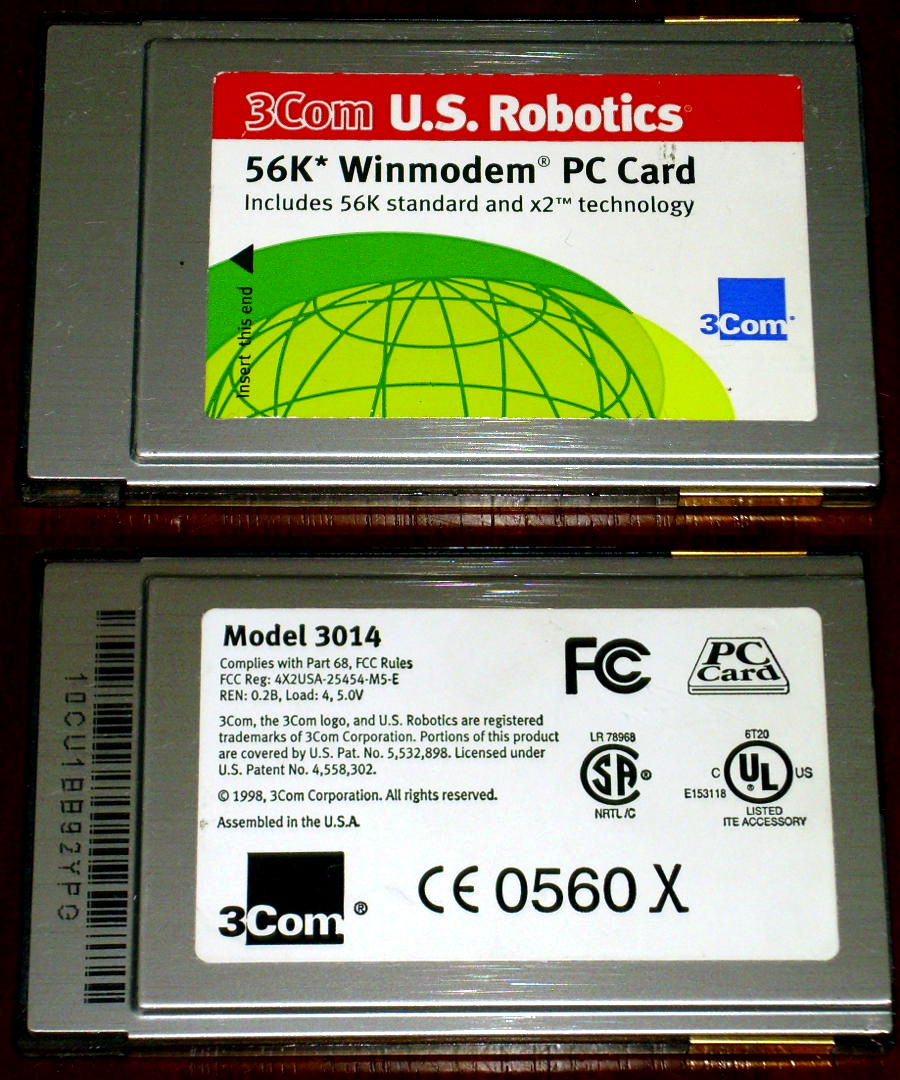 3Com U.S. Robotics
56K* Winmodem® PC Card
Includes 56K standard and x2™ technology
Insert this end
3Com
Model 3014
Complies with Part 68, FCC Rules
FCC Reg: 4X2USA-25454-M5-E
REN: 0.2B, Load: 4, 5.0V
3Com, the 3Com logo, and U.S. Robotics are registered
trademarks of 3Com Corporation. Portions of this product
are covered by U.S. Pat. No. 5,532,898. Licensed under
U.S. Patent No. 4,558,302.
© 1998, 3Com Corporation. All rights reserved.
Assembled in the U.S.A.
3Com®
FCC
PC Card
LR 78968
SA®
NRTL/C
6T20
C UL® US
E153118
LISTED
ITE ACCESSORY
CE 0560 X